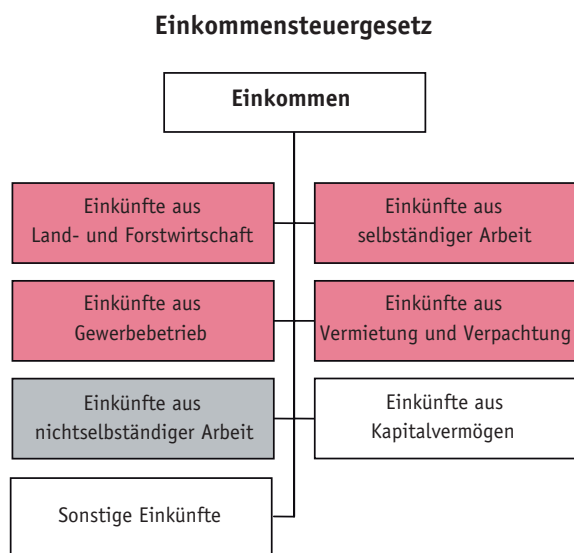 Einkommensteuergesetz
Einkommen
Einkünfte aus
Land- und Forstwirtschaft
Einkünfte aus
selbständiger Arbeit
Einkünfte aus
Gewerbebetrieb
Einkünfte aus
Vermietung und Verpachtung
Einkünfte aus
nichtselbständiger Arbeit
Einkünfte aus
Kapitalvermögen
Sonstige Einkünfte